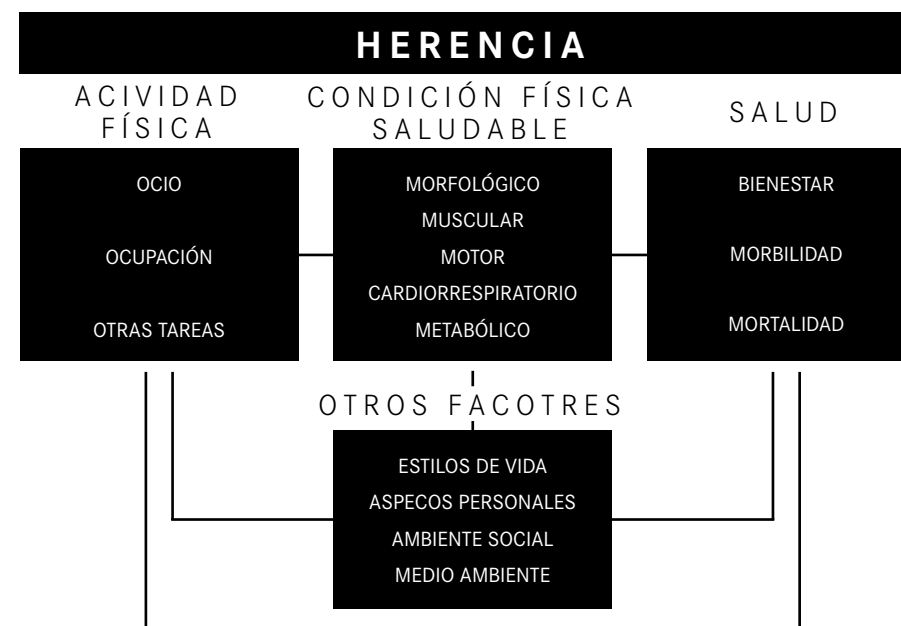 HERENCIA
ACIVIDAD
FÍSICA
OCIO
OCUPACIÓN
OTRAS TAREAS
CONDICIÓN FÍSICA
SALUDABLE
MORFOLÓGICO
MUSCULAR
MOTOR
CARDIORRESPIRATORIO
METABÓLICO
SALUD
BIENESTAR
MORBILIDAD
MORTALIDAD
OTROS FACOTRES
ESTILOS DE VIDA
ASPECOS PERSONALES
AMBIENTE SOCIAL
MEDIO AMBIENTE